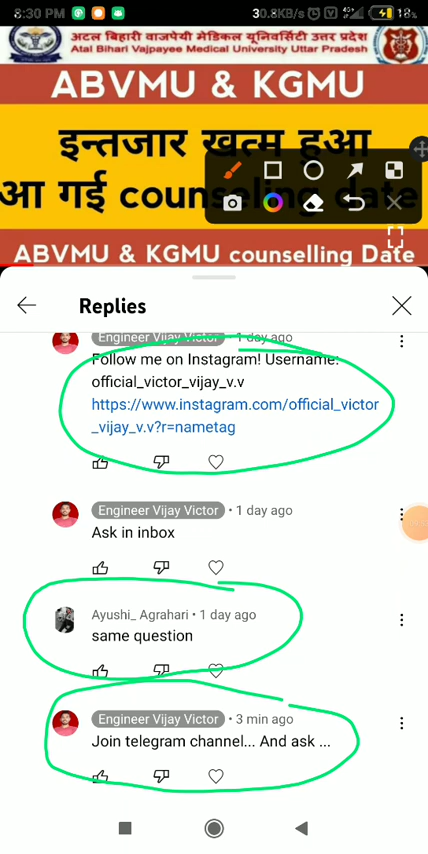 8:30 PM
30.8KB/s
4G+
18%
अटल बिहारी वाजपेयी मेडिकल यूनिवर्सिटी उत्तर प्रदेश
Atal Bihari Vajpayee Medical University Uttar Pradesh
ABVMU & KGMU
इन्तजार खत्म हुआ
आ गई counseling date
ABVMU & KGMU counselling Date
Replies
Engineer Vijay Victor • 1 day ago
Follow me on Instagram! Username:
official_victor_vijay_v.v
https://www.instagram.com/official_victor
_vijay_v.v?r=nametag
Engineer Vijay Victor • 1 day ago
Ask in inbox
Ayushi_ Agrahari • 1 day ago
same question
Engineer Vijay Victor • 3 min ago
Join telegram channel... And ask ...